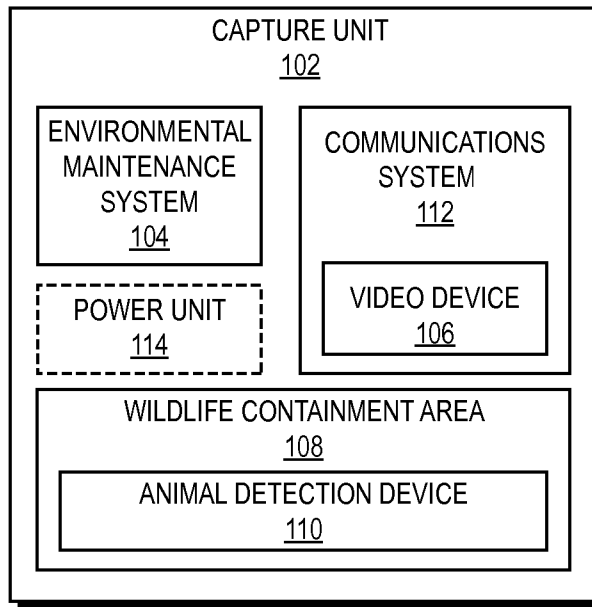 CAPTURE UNIT
102
ENVIRONMENTAL
MAINTENANCE
SYSTEM
104
COMMUNICATIONS
SYSTEM
112
VIDEO DEVICE
106
POWER UNIT
114
WILDLIFE CONTAINMENT AREA
108
ANIMAL DETECTION DEVICE
110